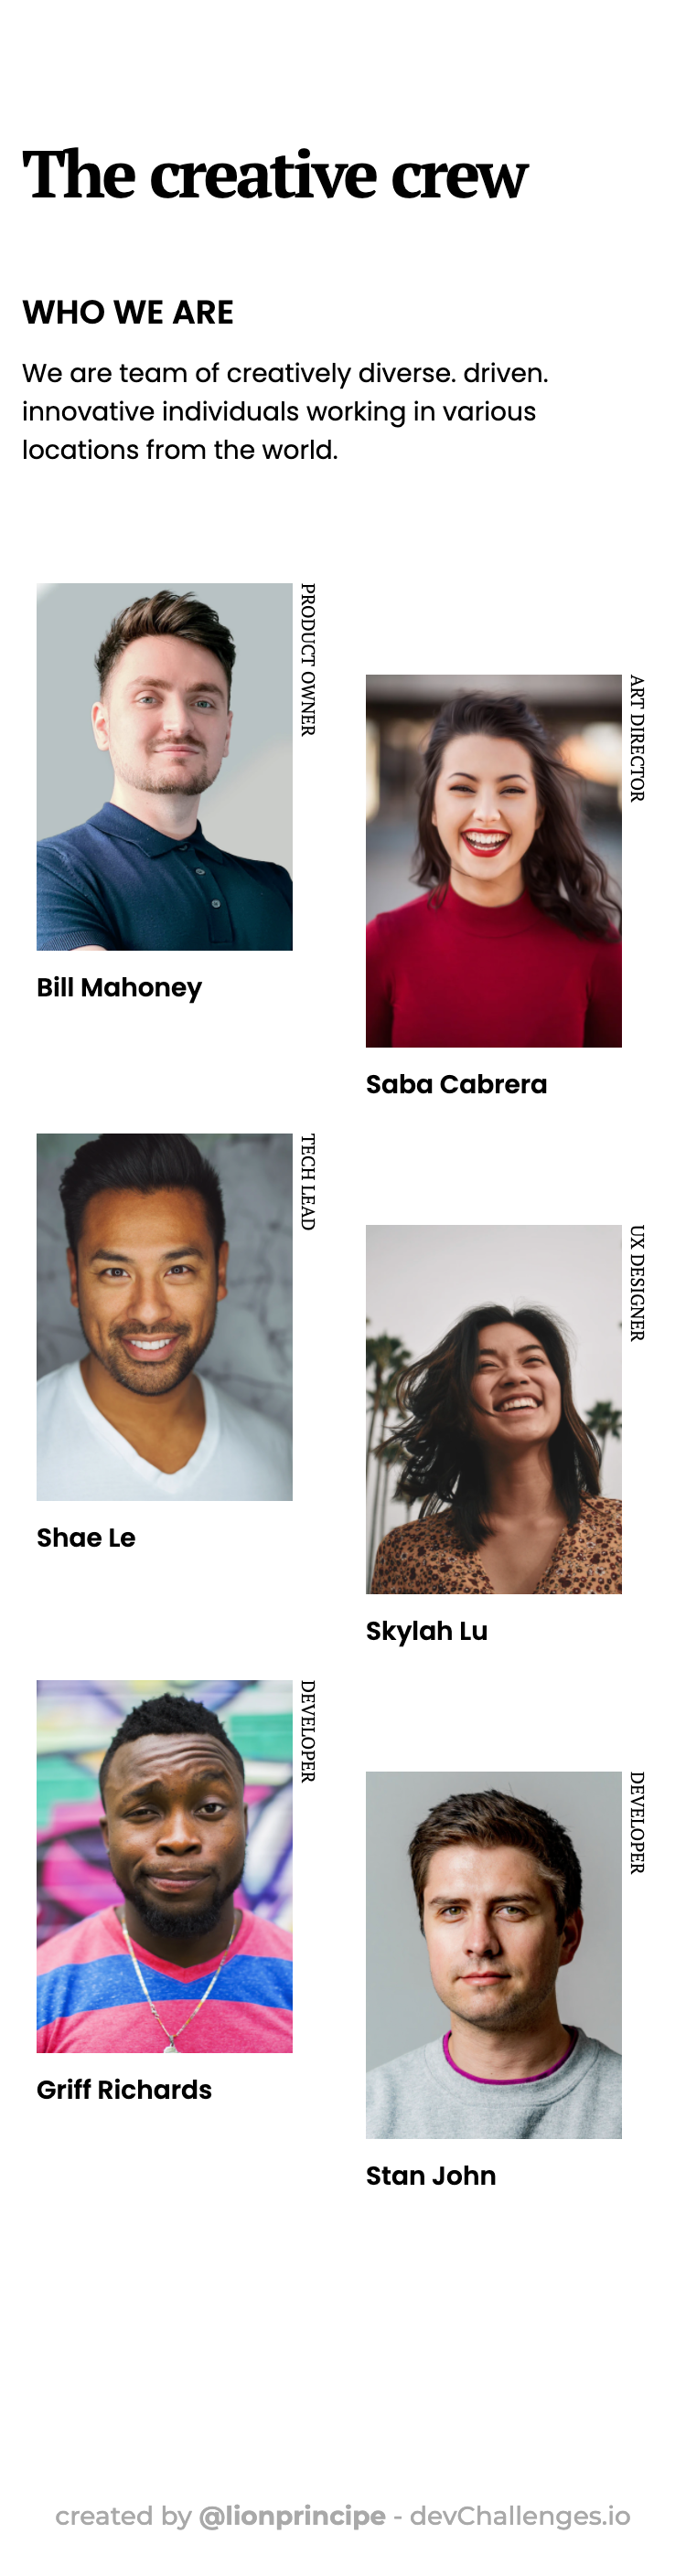 The creative crew
WHO WE ARE
We are team of creatively diverse. driven.
innovative individuals working in various
locations from the world.
PRODUCT OWNER
Bill Mahoney
ART DIRECTOR
Saba Cabrera
TECH LEAD
Shae Le
UX DESIGNER
Skylah Lu
DEVELOPER
Griff Richards
DEVELOPER
Stan John
created by @lionprincipe - devChallenges.io